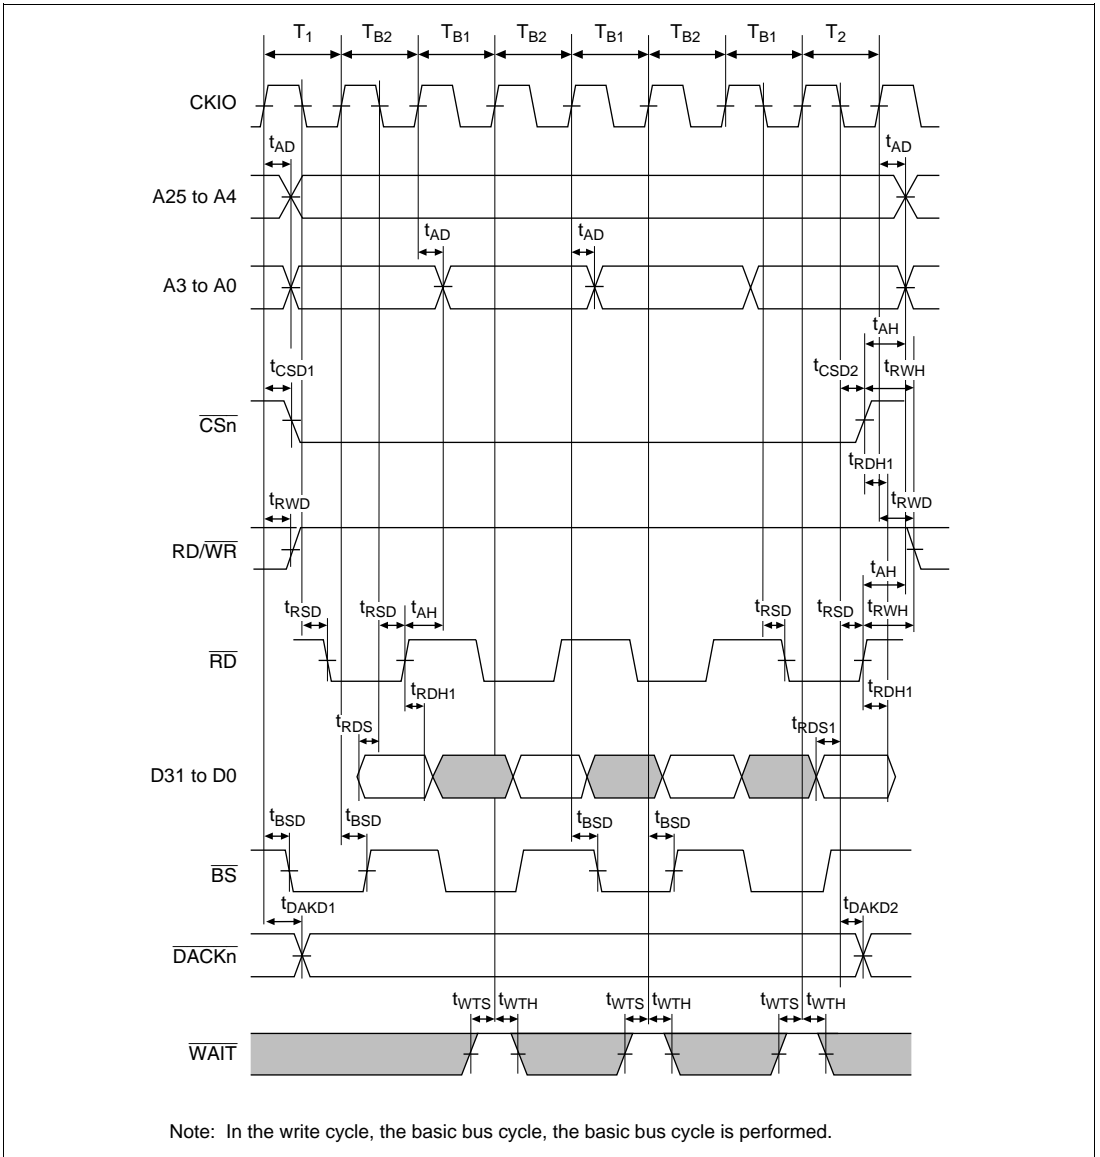 T1 TB2 TB1 TB2 TB1 TB2 TB1 T2
CKIO
tAD tAD
A25 to A4
tAD tAD
A3 to A0
tAH
tCSD1 tCSD2 tRWH
CSn
tRDH1
tRWD tRWD
RD/WR
tAH
tRSD tRSD tAH tRSD tRSD tRWH
RD
tRDH1 tRDH1
tRDS tRDS1
D31 to D0
tBSD tBSD tBSD tBSD
BS
tDAKD1 tDAKD2
DACKn
tWTS tWTH tWTS tWTH tWTS tWTH
WAIT
Note: In the write cycle, the basic bus cycle, the basic bus cycle is performed.